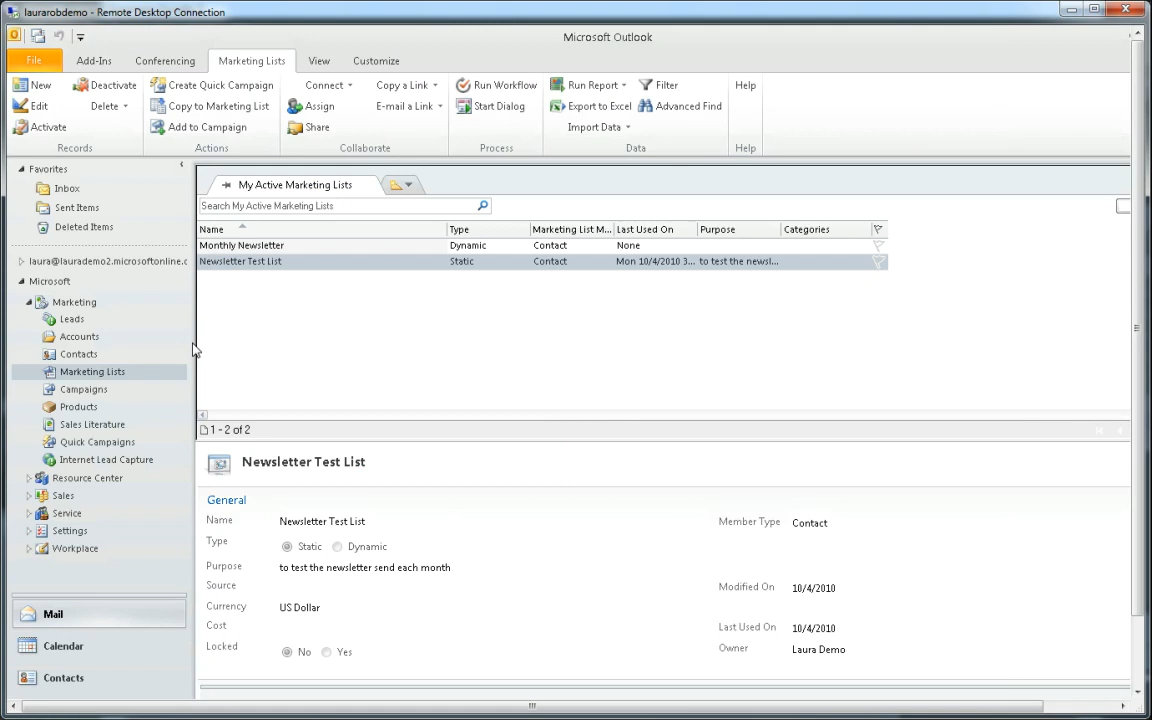 laurarobdemo - Remote Desktop Connection
Microsoft Outlook
File Add-Ins Conferencing Marketing Lists View Customize
New Deactivate Create Quick Campaign Connect Copy a Link Run Workflow Run Report Filter Help
Edit Delete Copy to Marketing List Assign E-mail a Link Start Dialog Export to Excel Advanced Find
Activate Add to Campaign Share Import Data
Records Actions Collaborate Process Data Help
Favorites
Inbox
Sent Items
Deleted Items
laura@laurademo2.microsoftonline.c
Microsoft
Marketing
Leads
Accounts
Contacts
Marketing Lists
Campaigns
Products
Sales Literature
Quick Campaigns
Internet Lead Capture
Resource Center
Sales
Service
Settings
Workplace
Mail
Calendar
Contacts
My Active Marketing Lists
Search My Active Marketing Lists
Name Type Marketing List M... Last Used On Purpose Categories
Monthly Newsletter Dynamic Contact None
Newsletter Test List Static Contact Mon 10/4/2010 3... to test the newsl...
1 - 2 of 2
Newsletter Test List
General
Name Newsletter Test List Member Type Contact
Type Static Dynamic
Purpose to test the newsletter send each month
Source Modified On 10/4/2010
Currency US Dollar
Cost Last Used On 10/4/2010
Locked No Yes Owner Laura Demo